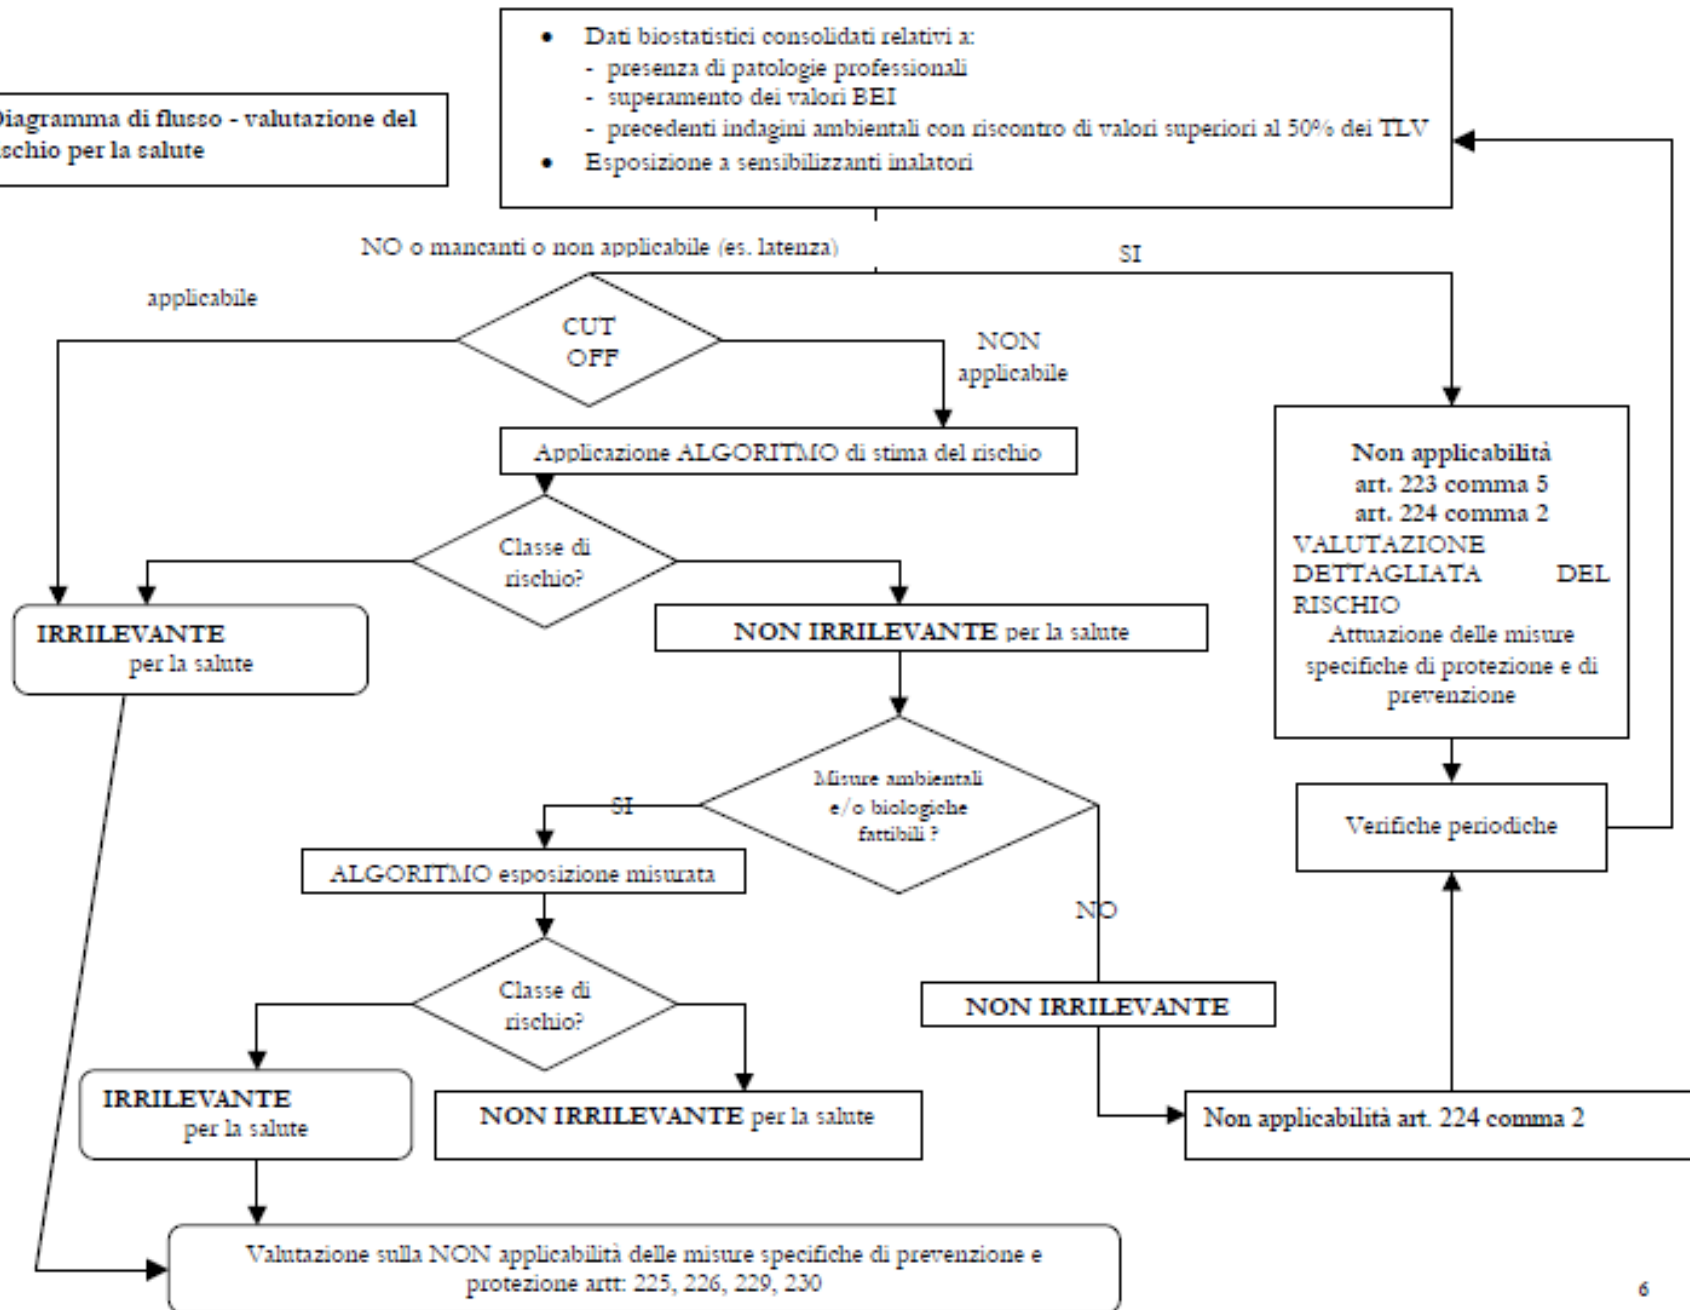 Diagramma di flusso - valutazione del
rischio per la salute
• Dati biostatistici consolidati relativi a:
- presenza di patologie professionali
- superamento dei valori BEI
- precedenti indagini ambientali con riscontro di valori superiori al 50% dei TLV
• Esposizione a sensibilizzanti inalatori
NO o mancanti o non applicabile (es. latenza)
SI
applicabile
CUT
OFF
NON
applicabile
Applicazione ALGORITMO di stima del rischio
Non applicabilità
art. 223 comma 5
art. 224 comma 2
VALUTAZIONE
DETTAGLIATA DEL
RISCHIO
Attuazione delle misure
specifiche di protezione e di
prevenzione
Classe di
rischio?
IRRILEVANTE
per la salute
NON IRRILEVANTE per la salute
Misure ambientali
e/o biologiche
fattibili ?
SI
Verifiche periodiche
ALGORITMO esposizione misurata
NO
Classe di
rischio?
NON IRRILEVANTE
IRRILEVANTE
per la salute
NON IRRILEVANTE per la salute
Non applicabilità art. 224 comma 2
Valutazione sulla NON applicabilità delle misure specifiche di prevenzione e
protezione artt: 225, 226, 229, 230
6